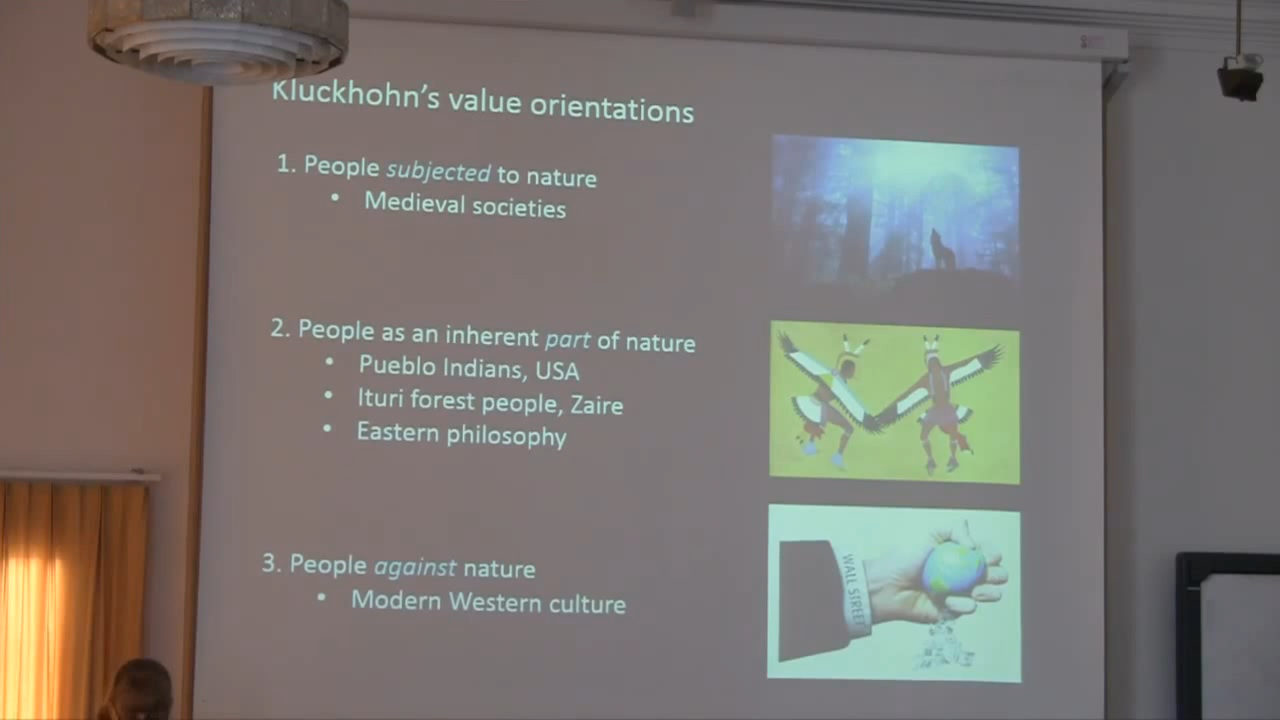 Kluckhohn's value orientations
1. People subjected to nature
• Medieval societies
2. People as an inherent part of nature
• Pueblo Indians, USA
• Ituri forest people, Zaire
• Eastern philosophy
3. People against nature
• Modern Western culture
WALL STREET